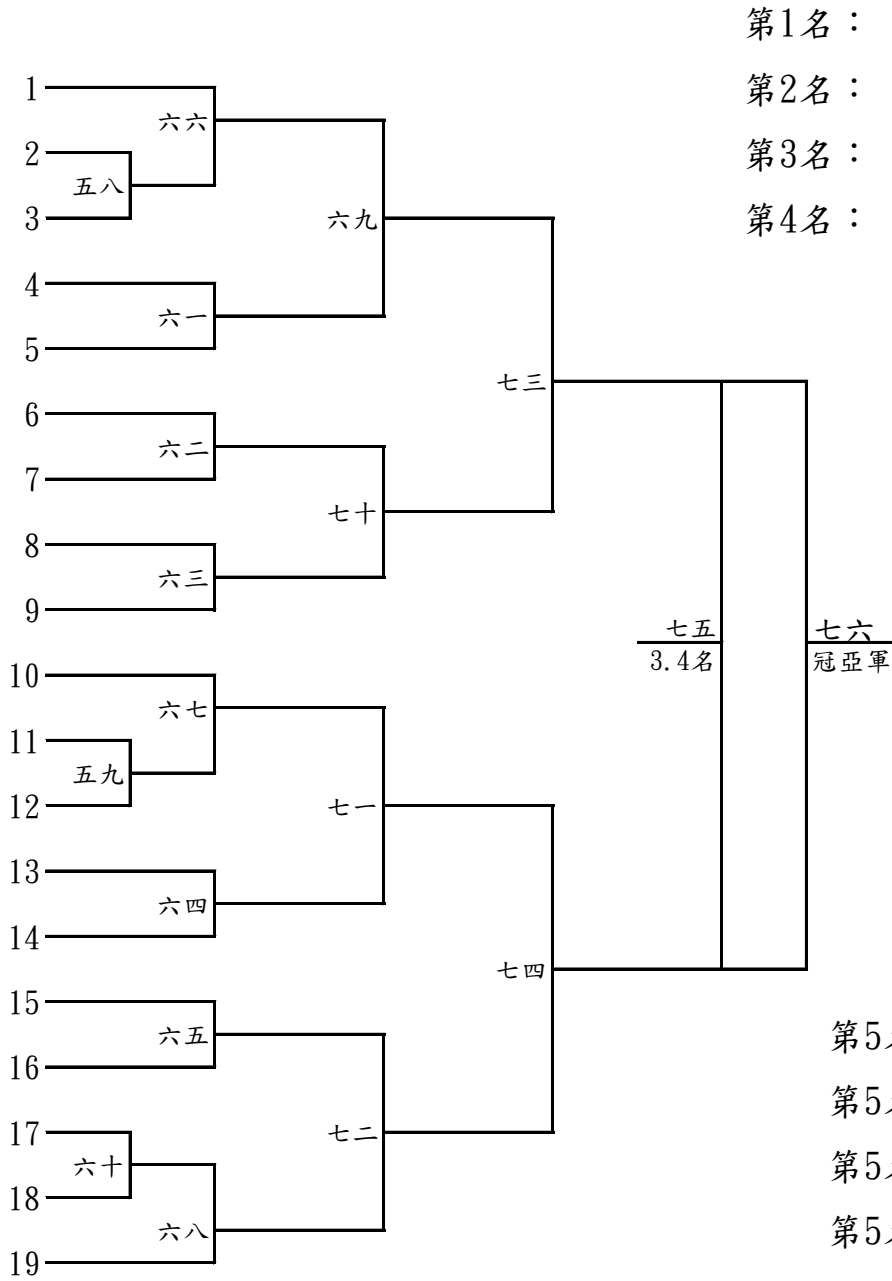 第1名：
1
第2名：
六六
2
五八
第3名：
3
六九
第4名：
4
六一
5
七三
6
六二
7
七十
8
六三
9
七五
七六
3.4名
冠亞軍
10
六七
11
五九
12
七一
13
六四
14
七四
15
六五
第5名
16
第5名
17
七二
六十
第5名
18
六八
第5名
19